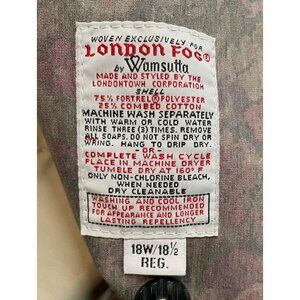 WOVEN EXCLUSIVELY FOR
LONDON FOG®
by Wamsutta
MADE AND STYLED BY THE
LONDONTOWN CORPORATION
SHELL
75% FORTREL® POLYESTER
25% COMBED COTTON
MACHINE WASH SEPARATELY
WITH WARM OR COLD WATER
RINSE THREE (3) TIMES. REMOVE
ALL SOAPS. DO NOT SPIN DRY OR
WRING. HANG TO DRIP DRY.
-OR-
COMPLETE WASH CYCLE
PLACE IN MACHINE DRYER
TUMBLE DRY AT 160° F
ONLY NON-CHLORINE BLEACH,
WHEN NEEDED
DRY CLEANABLE
WASHING AND COOL IRON
TOUCH UP RECOMMENDED
FOR APPEARANCE AND LONGER
LASTING REPELLENCY
18W/18½
REG.